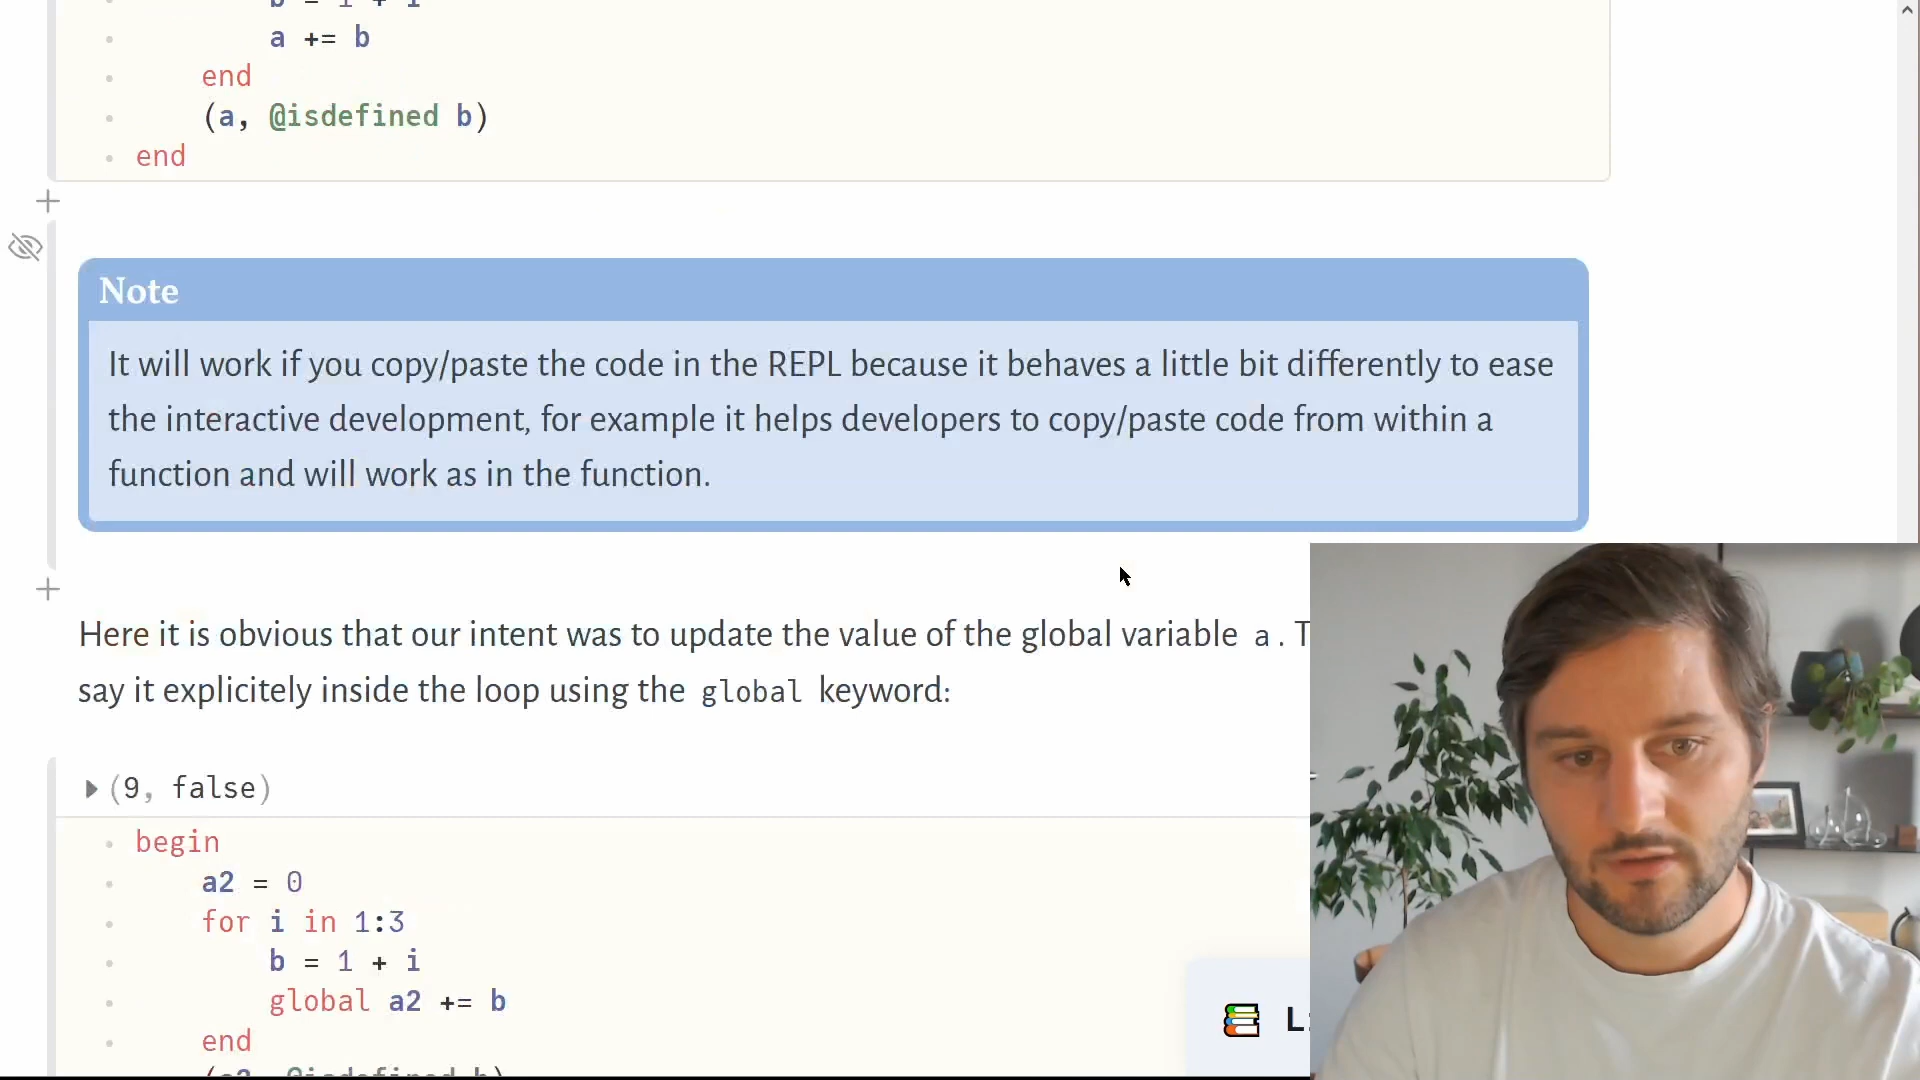 a += b
end
(a, @isdefined b)
end
Note
It will work if you copy/paste the code in the REPL because it behaves a little bit differently to ease
the interactive development, for example it helps developers to copy/paste code from within a
function and will work as in the function.
Here it is obvious that our intent was to update the value of the global variable a.
say it explicitely inside the loop using the global keyword:
(9, false)
begin
a2 = 0
for i in 1:3
b = 1 + i
global a2 += b
end
(a2, @isdefined b)